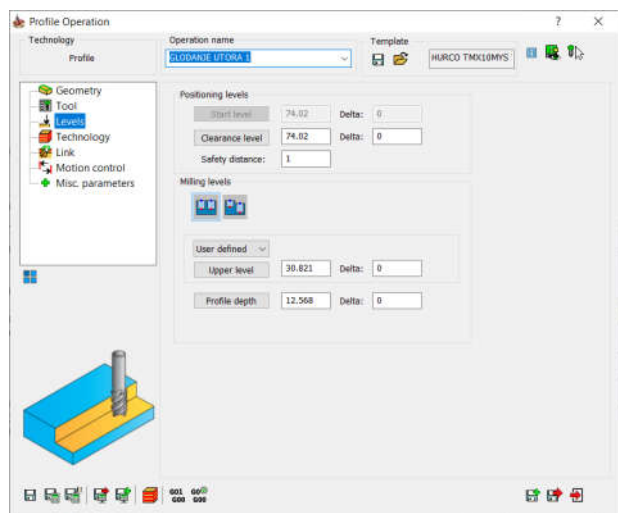 Profile Operation
? ×
Technology
Profile
Operation name
GLODANJE UTORA 1
Template
HURCO TMX10MYS
Geometry
Tool
Levels
Technology
Link
Motion control
Misc. parameters
Positioning levels
Start level 74.02 Delta: 0
Clearance level 74.02 Delta: 0
Safety distance: 1
Milling levels
User defined
Upper level 30.821 Delta: 0
Profile depth 12.568 Delta: 0
G01 G0
G00 G00